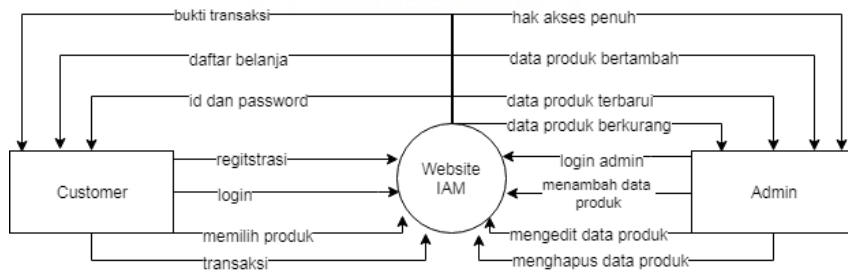 bukti transaksi
hak akses penuh
daftar belanja
data produk bertambah
id dan password
data produk terbarui
data produk berkurang
regitstrasi
Website
IAM
login admin
Customer
login
menambah data
produk
Admin
memilih produk
mengedit data produk
transaksi
menghapus data produk